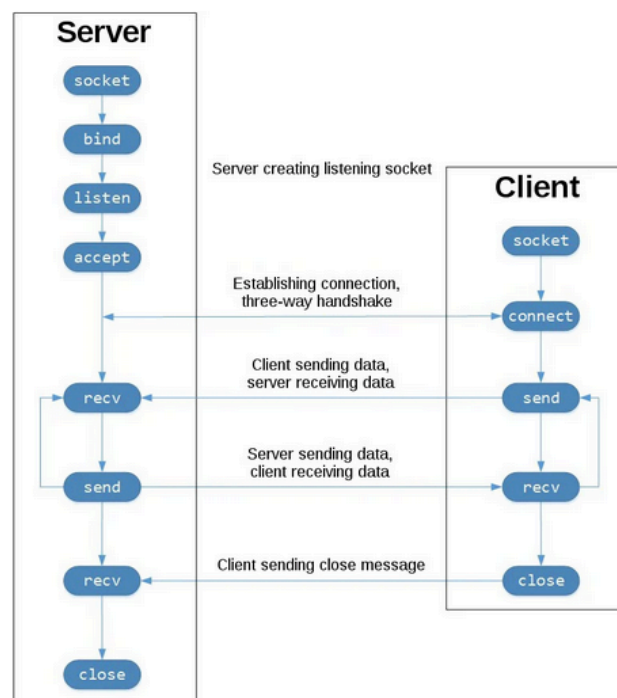 Server
socket
bind
listen
accept
recv
send
recv
close
Server creating listening socket
Establishing connection,
three-way handshake
Client sending data,
server receiving data
Server sending data,
client receiving data
Client sending close message
Client
socket
connect
send
recv
close